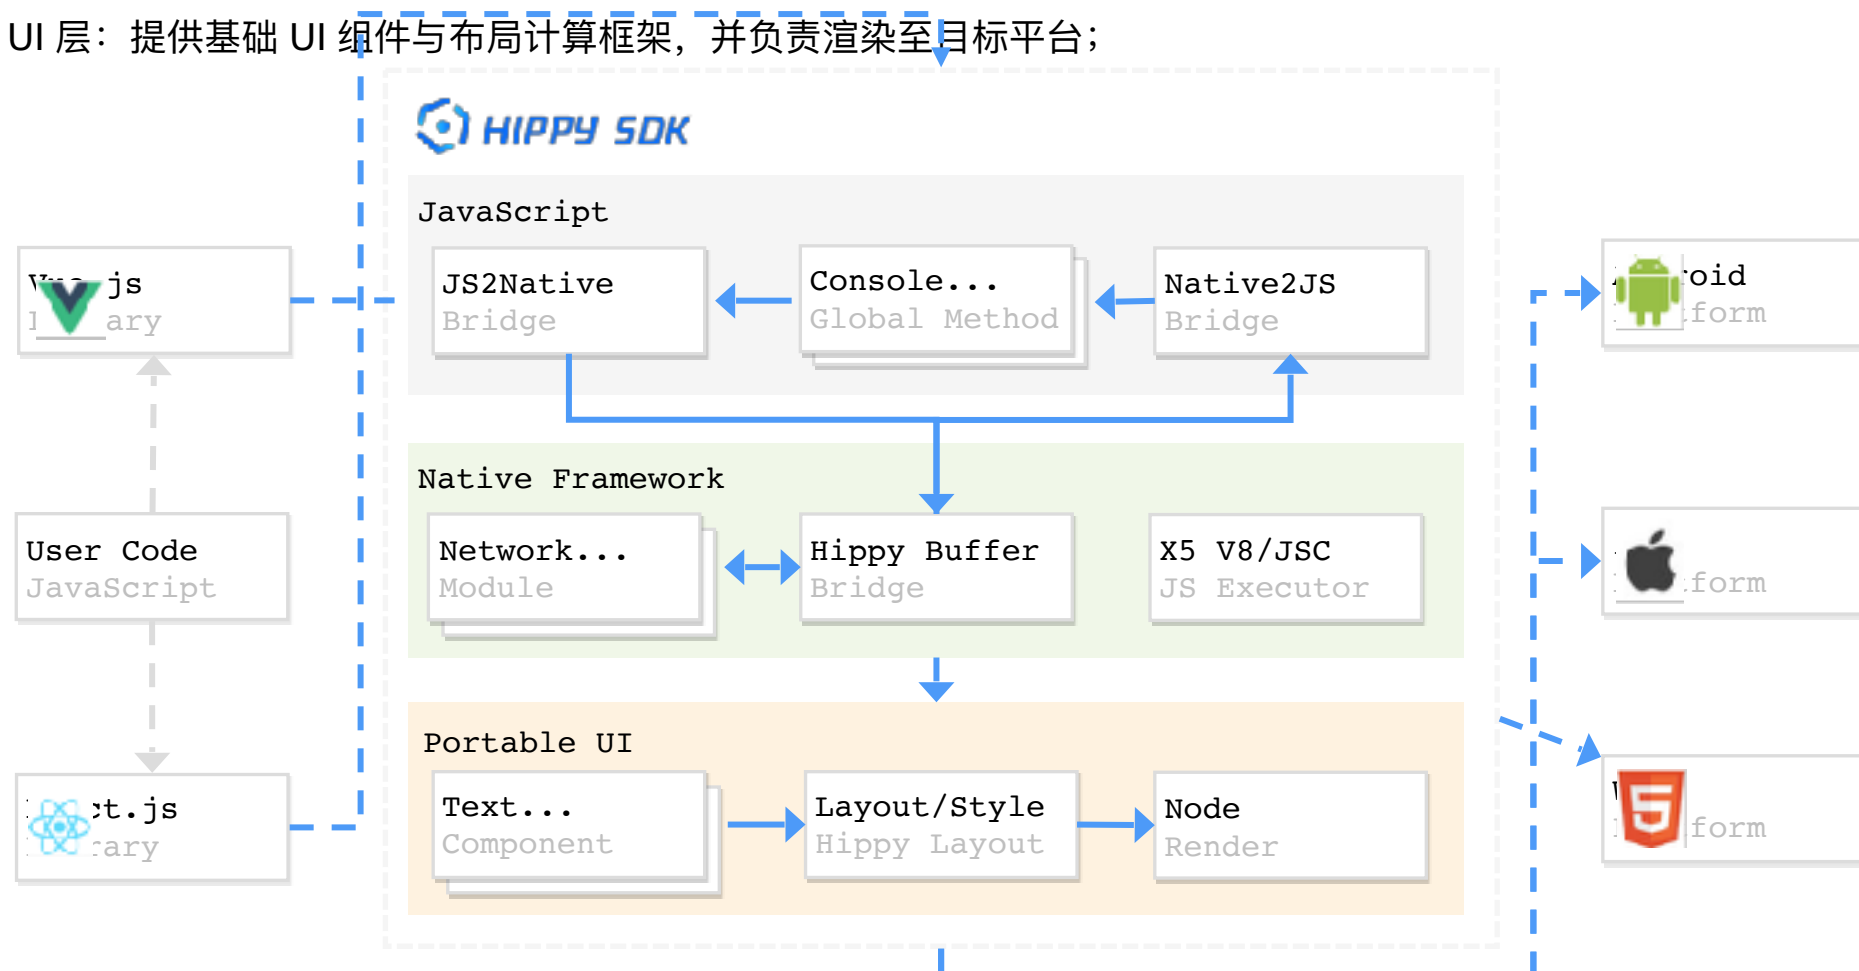 UI 层：提供基础 UI 组件与布局计算框架，并负责渲染至目标平台；
HIPPY SDK
JavaScript
JS2Native
Bridge
Console...
Global Method
Native2JS
Bridge
js
ary
roid
form
Native Framework
User Code
JavaScript
Network...
Module
Hippy Buffer
Bridge
X5 V8/JSC
JS Executor
form
Portable UI
ct.js
rary
Text...
Component
Layout/Style
Hippy Layout
Node
Render
form